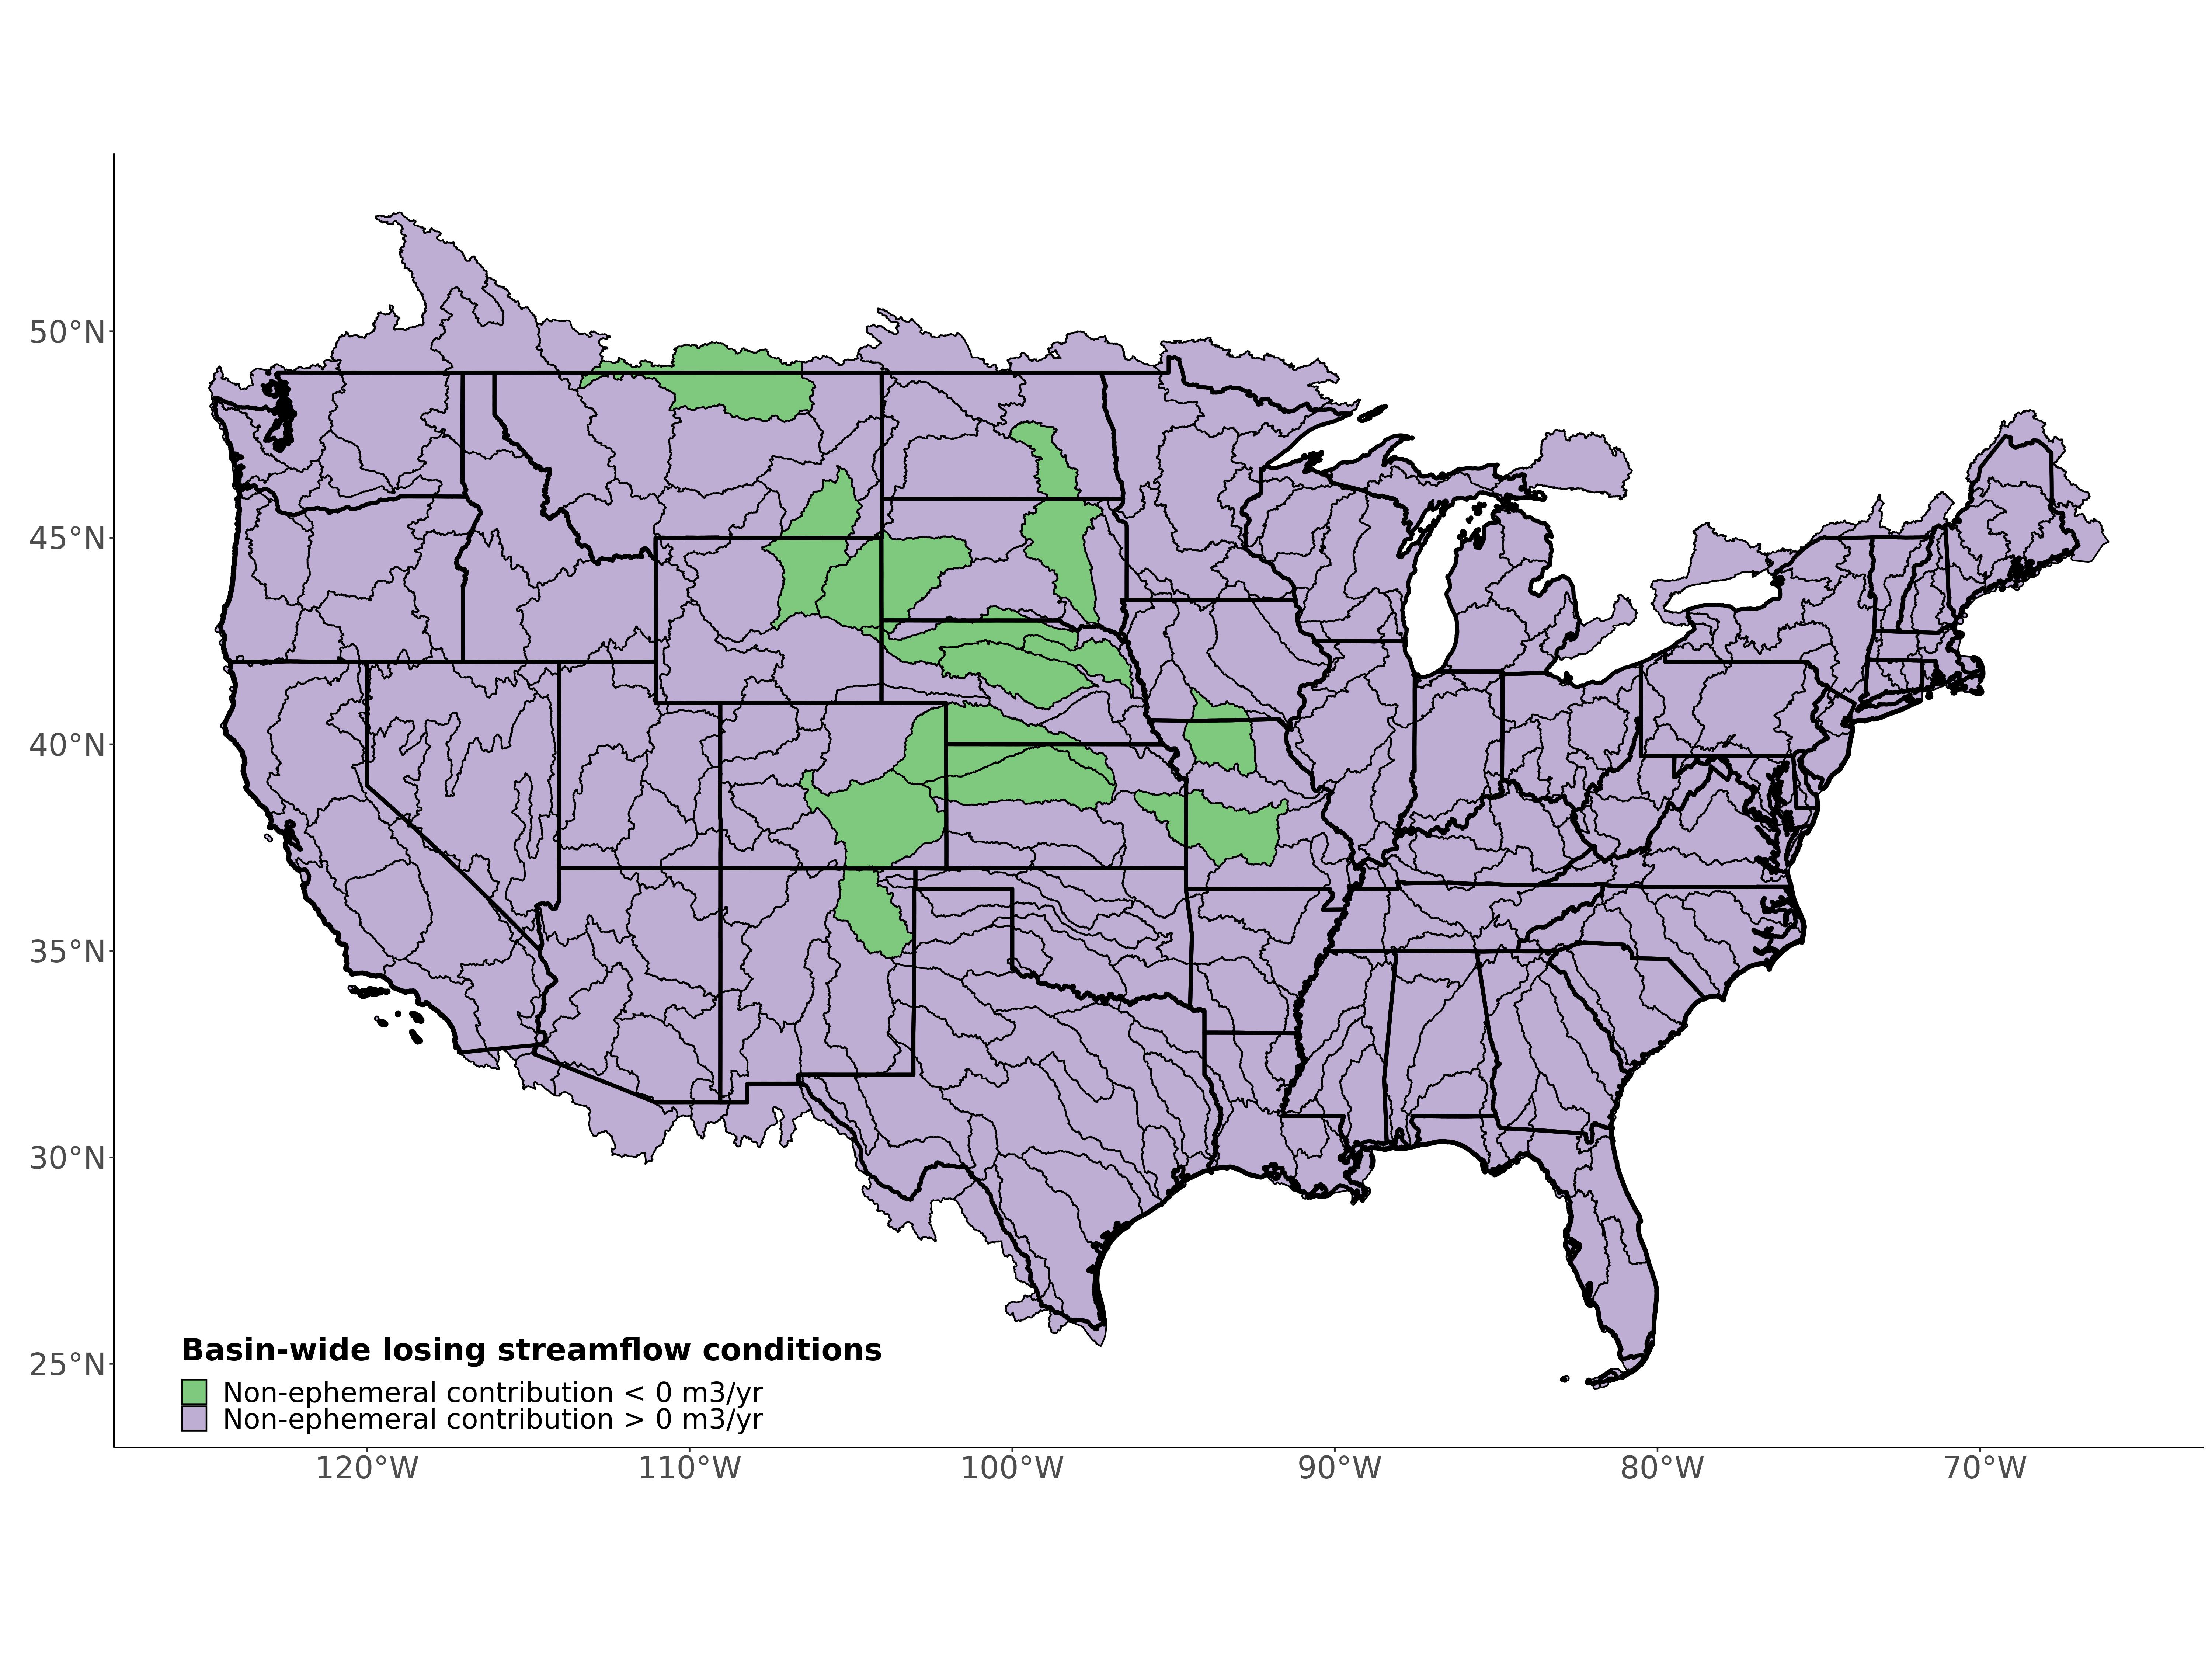 50°N
45°N
40°N
35°N
30°N
25°N
Basin-wide losing streamflow conditions
Non-ephemeral contribution < 0 m3/yr
Non-ephemeral contribution > 0 m3/yr
120°W 110°W 100°W 90°W 80°W 70°W